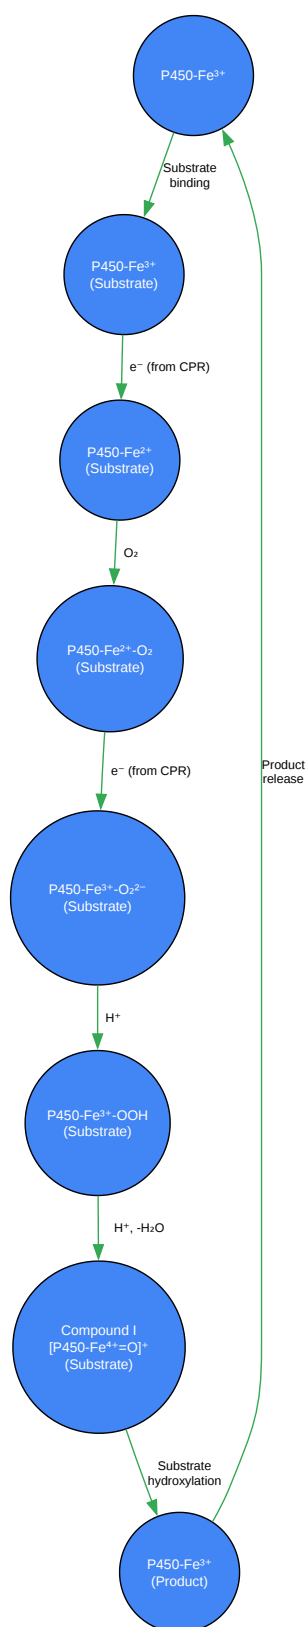 P450-Fe³⁺
Substrate
binding
P450-Fe³⁺
(Substrate)
e⁻ (from CPR)
P450-Fe²⁺
(Substrate)
O₂
P450-Fe²⁺-O₂
(Substrate)
e⁻ (from CPR)
Product
release
P450-Fe³⁺-O₂²⁻
(Substrate)
H⁺
P450-Fe³⁺-OOH
(Substrate)
H⁺, -H₂O
Compound I
[P450-Fe⁴⁺=O]⁺
(Substrate)
Substrate
hydroxylation
P450-Fe³⁺
(Product)